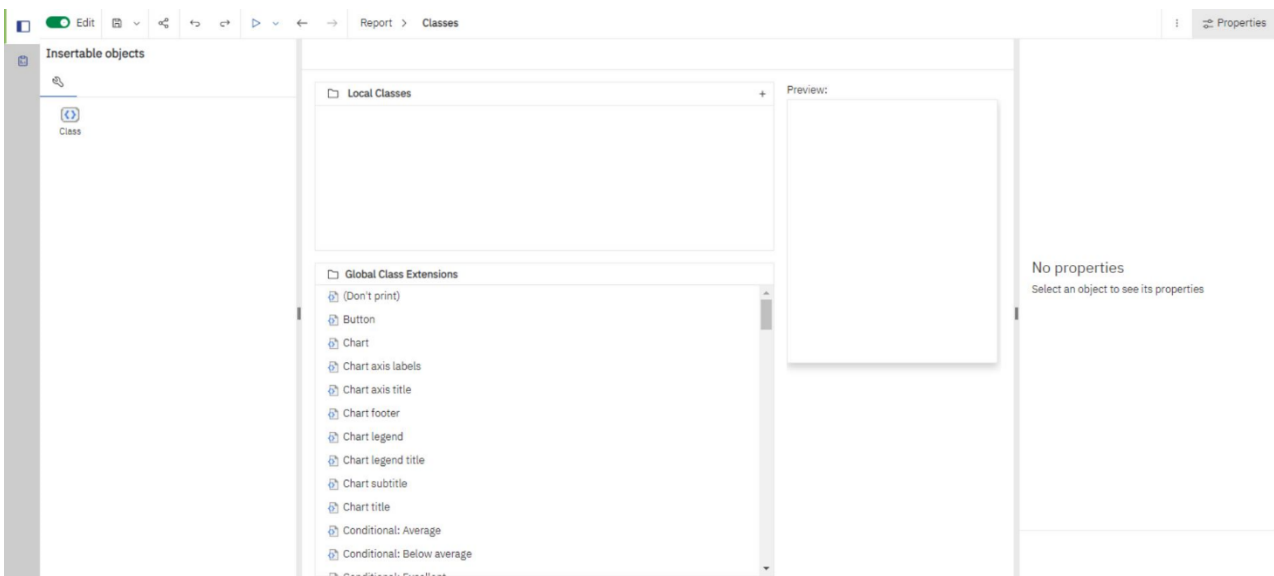 Edit
Report > Classes
Properties
Insertable objects
Class
Local Classes
+
Preview:
Global Class Extensions
(Don't print)
Button
Chart
Chart axis labels
Chart axis title
Chart footer
Chart legend
Chart legend title
Chart subtitle
Chart title
Conditional: Average
Conditional: Below average
Conditional: Excellent
No properties
Select an object to see its properties